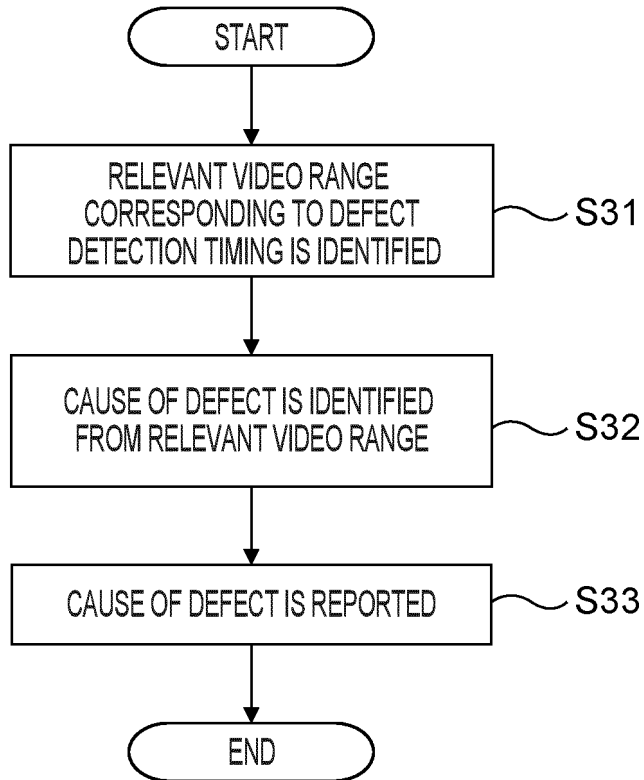 START
RELEVANT VIDEO RANGE
CORRESPONDING TO DEFECT
DETECTION TIMING IS IDENTIFIED
S31
CAUSE OF DEFECT IS IDENTIFIED
FROM RELEVANT VIDEO RANGE
S32
CAUSE OF DEFECT IS REPORTED
S33
END